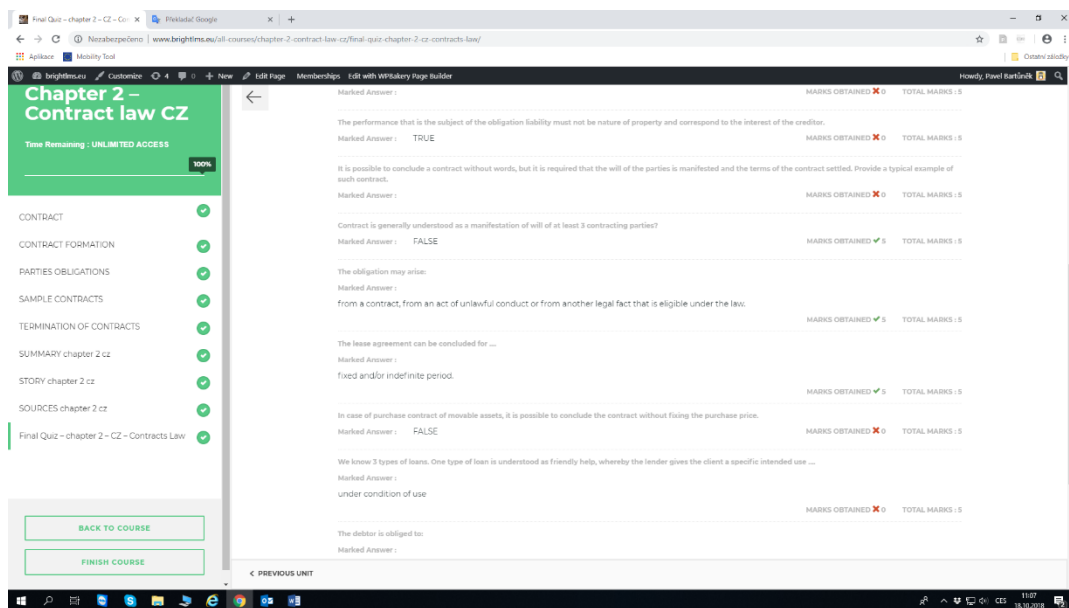 Final Quiz – chapter 2 – CZ – Con
Překladač Google
Nezabezpečeno | www.brightlms.eu/all-courses/chapter-2-contract-law-cz/final-quiz-chapter-2-cz-contracts-law/
Aplikace Mobility Tool Ostatní záložky
brightlms.eu Customize 4 0 + New Edit Page Memberships Edit with WPBakery Page Builder Howdy, Pavel Bartůněk
Chapter 2 –
Contract law CZ
Time Remaining : UNLIMITED ACCESS
100%
CONTRACT
CONTRACT FORMATION
PARTIES OBLIGATIONS
SAMPLE CONTRACTS
TERMINATION OF CONTRACTS
SUMMARY chapter 2 cz
STORY chapter 2 cz
SOURCES chapter 2 cz
Final Quiz – chapter 2 – CZ – Contracts Law
BACK TO COURSE
FINISH COURSE
Marked Answer : MARKS OBTAINED ✖ 0 TOTAL MARKS : 5
The performance that is the subject of the obligation liability must not be nature of property and correspond to the interest of the creditor.
Marked Answer : TRUE MARKS OBTAINED ✖ 0 TOTAL MARKS : 5
It is possible to conclude a contract without words, but it is required that the will of the parties is manifested and the terms of the contract settled. Provide a typical example of
such contract.
Marked Answer : MARKS OBTAINED ✖ 0 TOTAL MARKS : 5
Contract is generally understood as a manifestation of will of at least 3 contracting parties?
Marked Answer : FALSE MARKS OBTAINED ✔ 5 TOTAL MARKS : 5
The obligation may arise:
Marked Answer :
from a contract, from an act of unlawful conduct or from another legal fact that is eligible under the law.
MARKS OBTAINED ✔ 5 TOTAL MARKS : 5
The lease agreement can be concluded for ....
Marked Answer :
fixed and/or indefinite period.
MARKS OBTAINED ✔ 5 TOTAL MARKS : 5
In case of purchase contract of movable assets, it is possible to conclude the contract without fixing the purchase price.
Marked Answer : FALSE MARKS OBTAINED ✖ 0 TOTAL MARKS : 5
We know 3 types of loans. One type of loan is understood as friendly help, whereby the lender gives the client a specific intended use ....
Marked Answer :
under condition of use
MARKS OBTAINED ✖ 0 TOTAL MARKS : 5
The debtor is obliged to:
Marked Answer :
< PREVIOUS UNIT
CES
11:07
18.10.2018